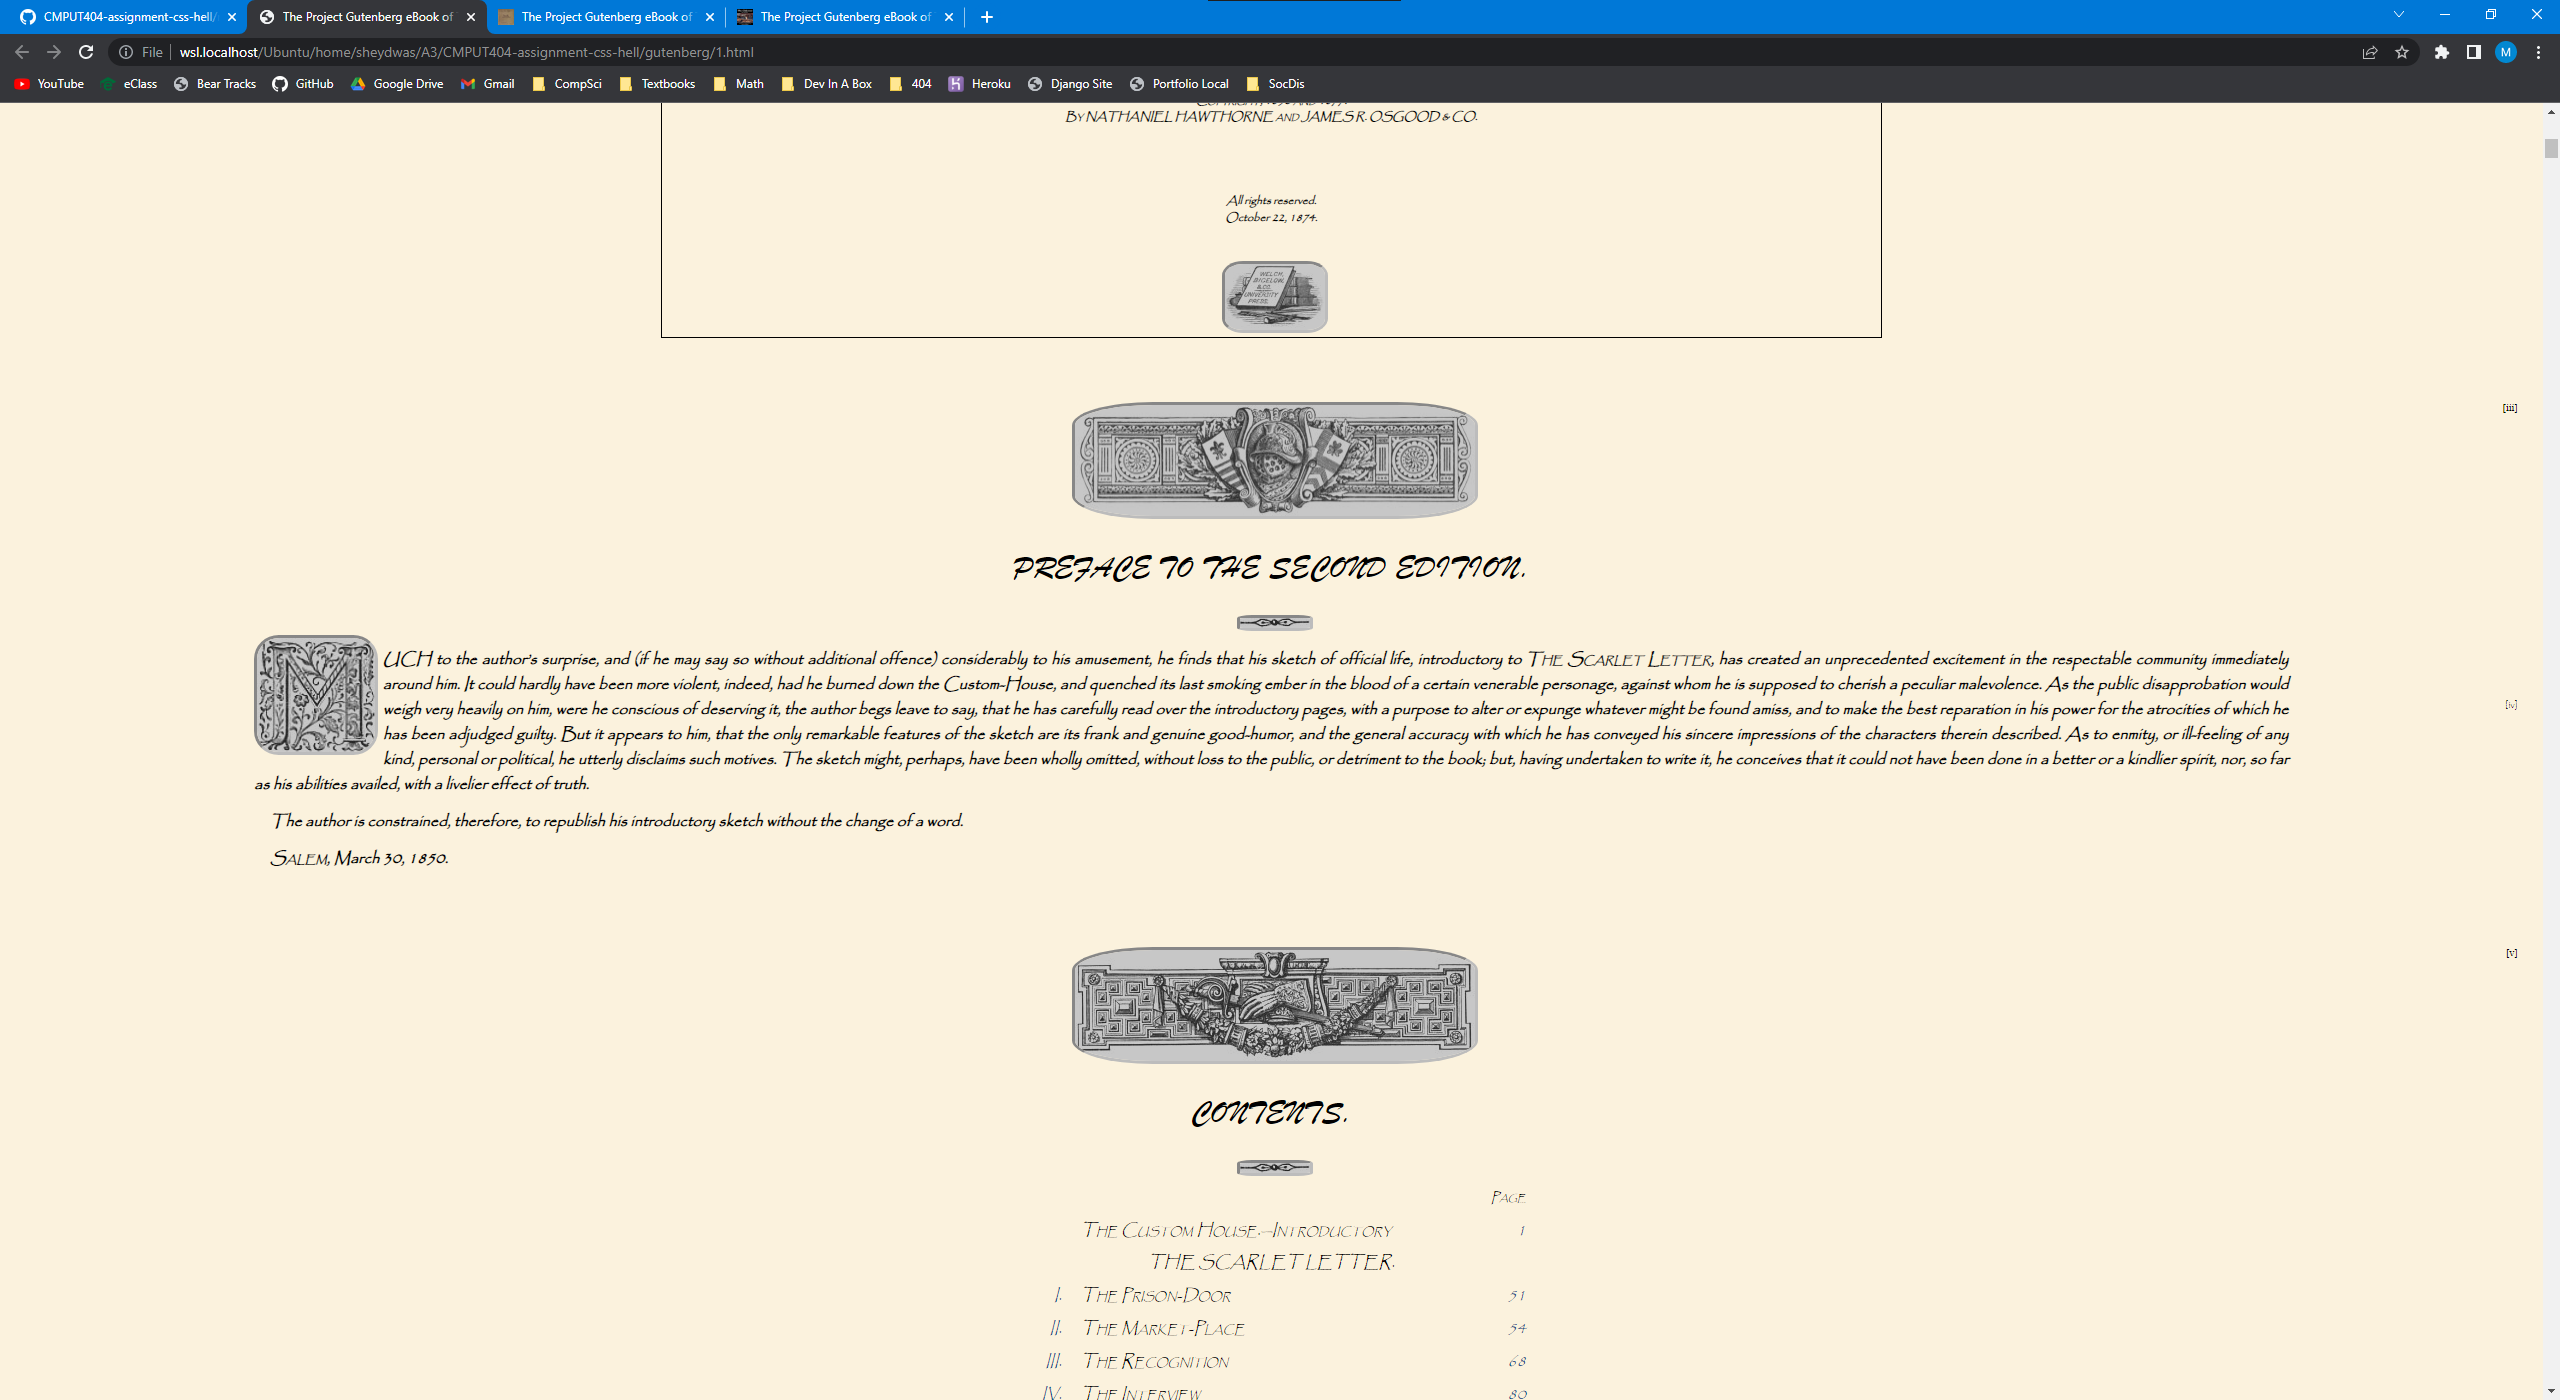 CMPUT404-assignment-css-hell/
The Project Gutenberg eBook of
The Project Gutenberg eBook of
The Project Gutenberg eBook of
File
wsl.localhost/Ubuntu/home/sheydwas/A3/CMPUT404-assignment-css-hell/gutenberg/1.html
M
YouTube
eClass
Bear Tracks
GitHub
Google Drive
Gmail
CompSci
Textbooks
Math
Dev In A Box
404
Heroku
Django Site
Portfolio Local
SocDis
By NATHANIEL HAWTHORNE and JAMES R. OSGOOD & CO.
All rights reserved.
October 22, 1874.
WELCH,
BIGELOW,
&CO.
UNIVERSITY
PRESS.
[iii]
PREFACE TO THE SECOND EDITION.
MUCH to the author's surprise, and (if he may say so without additional offence) considerably to his amusement, he finds that his sketch of official life, introductory to The Scarlet Letter, has created an unprecedented excitement in the respectable community immediately
around him. It could hardly have been more violent, indeed, had he burned down the Custom-House, and quenched its last smoking ember in the blood of a certain venerable personage, against whom he is supposed to cherish a peculiar malevolence. As the public disapprobation would
weigh very heavily on him, were he conscious of deserving it, the author begs leave to say, that he has carefully read over the introductory pages, with a purpose to alter or expunge whatever might be found amiss, and to make the best reparation in his power for the atrocities of which he
[iv]
has been adjudged guilty. But it appears to him, that the only remarkable features of the sketch are its frank and genuine good-humor, and the general accuracy with which he has conveyed his sincere impressions of the characters therein described. As to enmity, or ill-feeling of any
kind, personal or political, he utterly disclaims such motives. The sketch might, perhaps, have been wholly omitted, without loss to the public, or detriment to the book; but, having undertaken to write it, he conceives that it could not have been done in a better or a kindlier spirit, nor, so far
as his abilities availed, with a livelier effect of truth.
The author is constrained, therefore, to republish his introductory sketch without the change of a word.
Salem, March 30, 1850.
[v]
CONTENTS.
Page
The Custom House.—Introductory 1
THE SCARLET LETTER.
I. The Prison-Door 51
II. The Market-Place 54
III. The Recognition 68
IV. The Interview 80